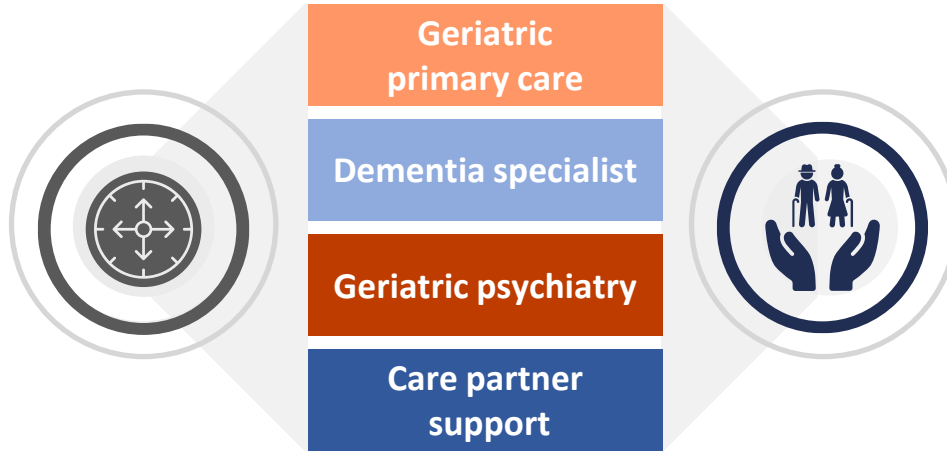 Geriatric
primary care
Dementia specialist
Geriatric psychiatry
Care partner
support